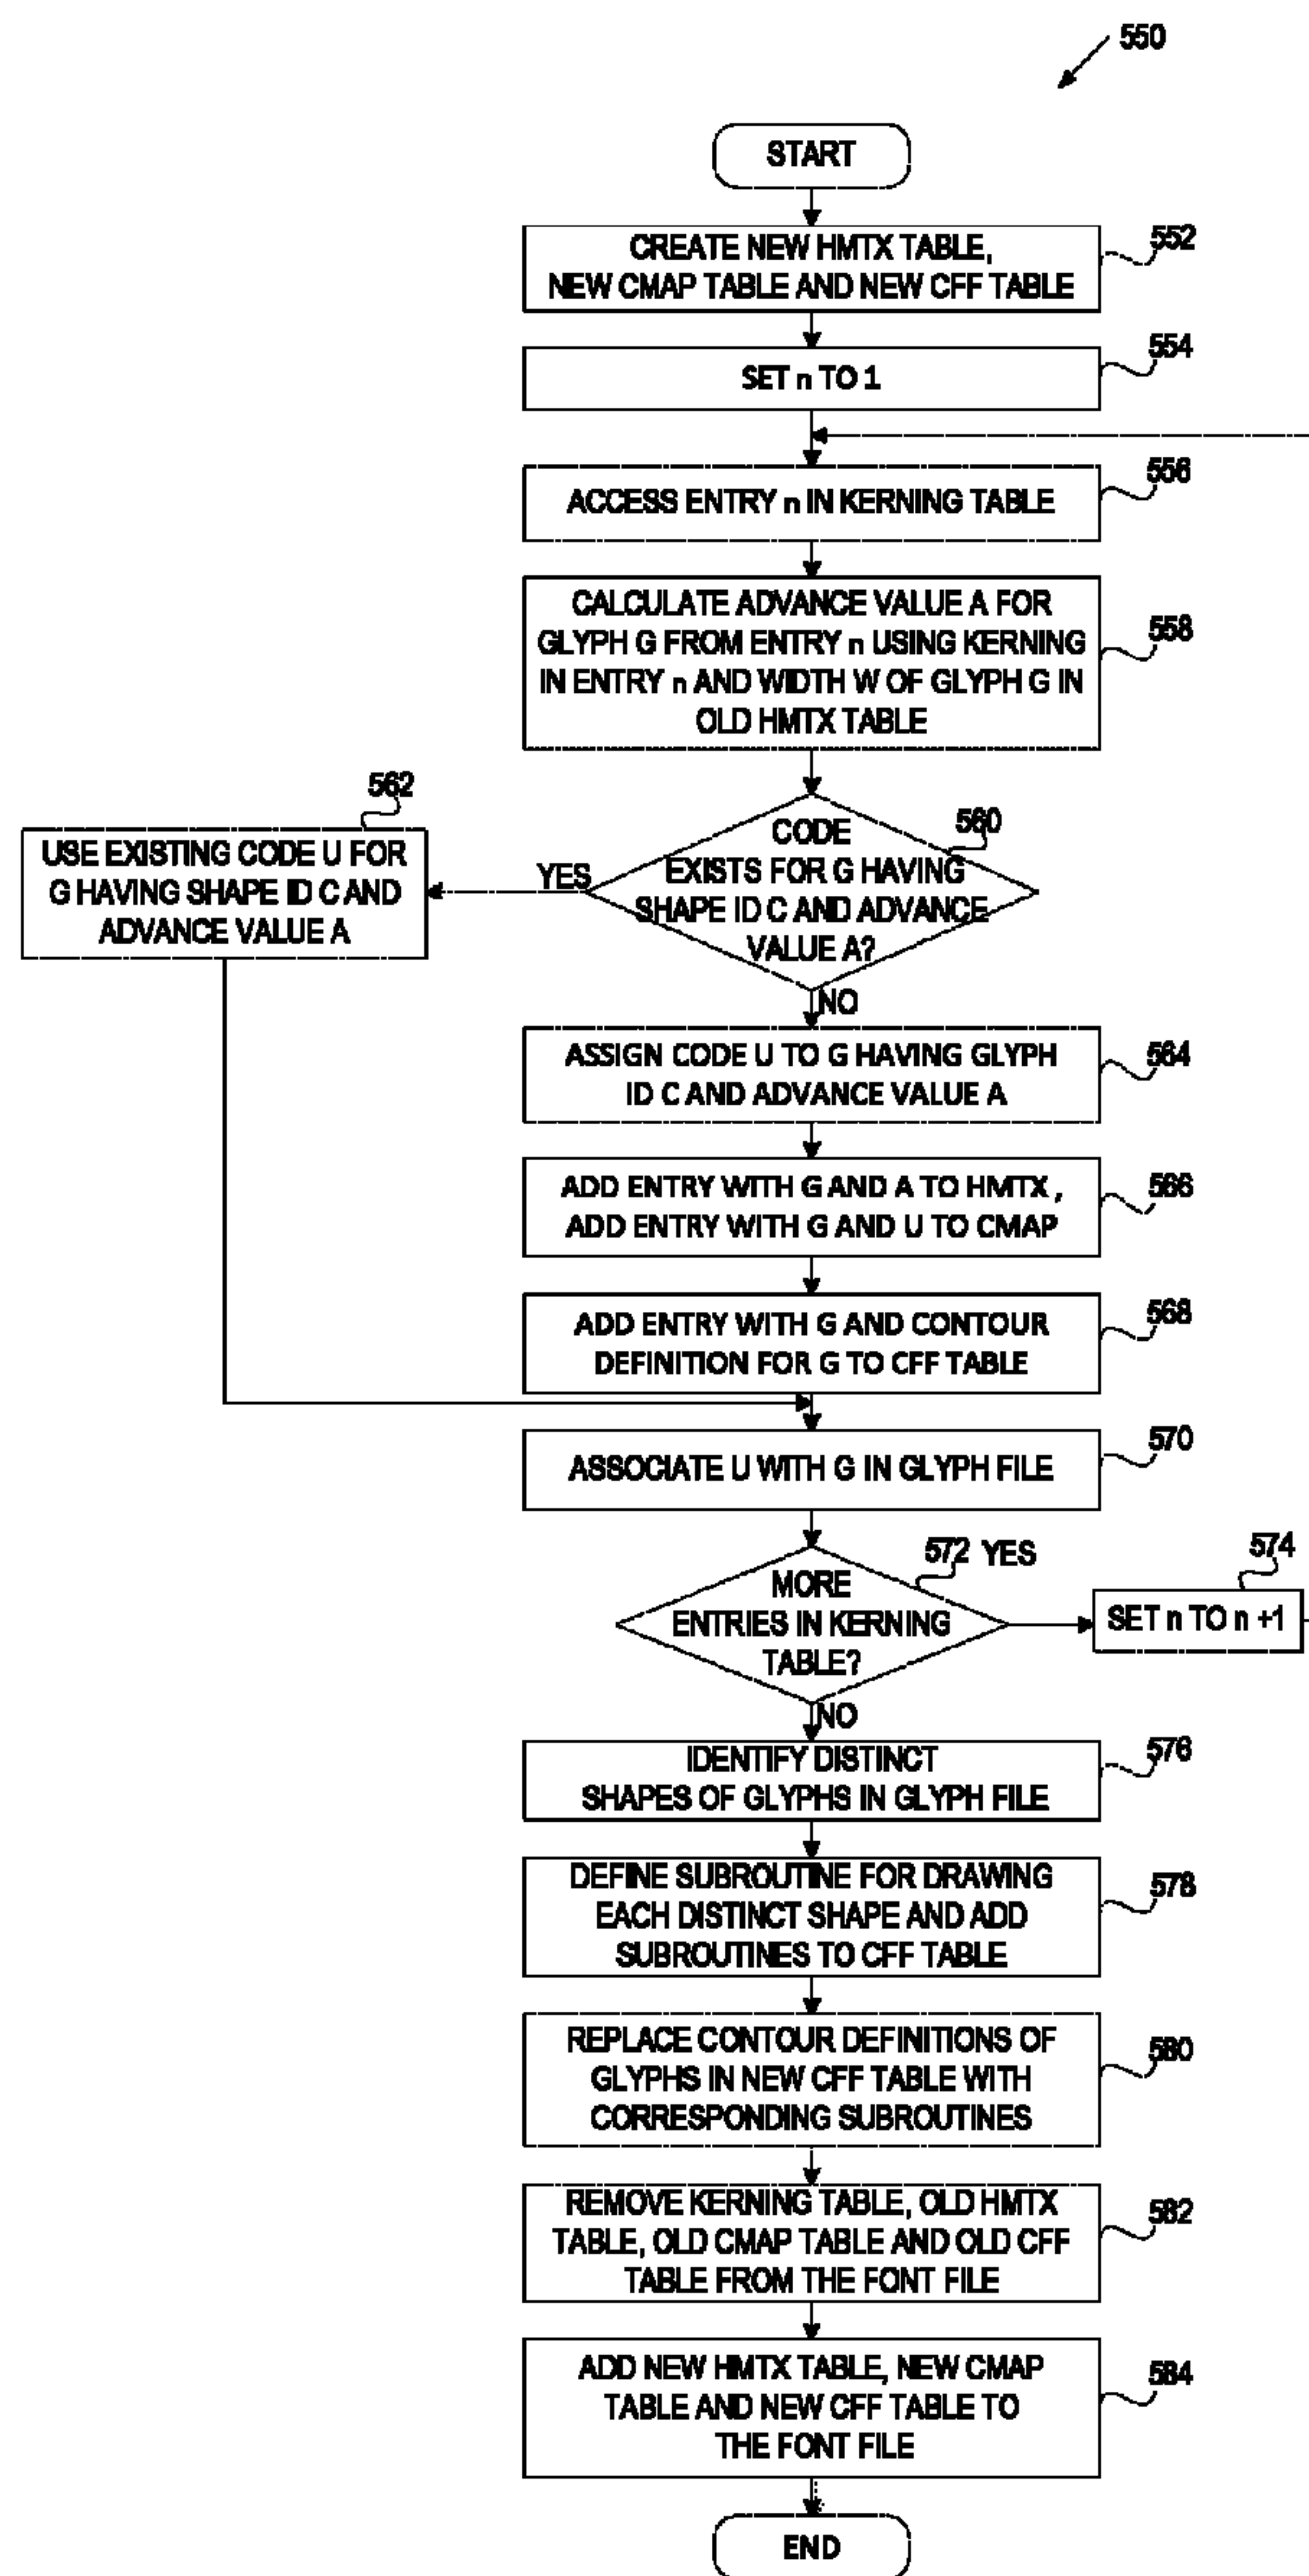 550
START
CREATE NEW HMTX TABLE,
NEW CMAP TABLE AND NEW CFF TABLE
552
SET n TO 1
554
ACCESS ENTRY n IN KERNING TABLE
556
CALCULATE ADVANCE VALUE A FOR
GLYPH G FROM ENTRY n USING KERNING
IN ENTRY n AND WIDTH W OF GLYPH G IN
OLD HMTX TABLE
558
CODE
EXISTS FOR G HAVING
SHAPE ID C AND ADVANCE
VALUE A?
560
YES
562
USE EXISTING CODE U FOR
G HAVING SHAPE ID C AND
ADVANCE VALUE A
NO
ASSIGN CODE U TO G HAVING GLYPH
ID C AND ADVANCE VALUE A
564
ADD ENTRY WITH G AND A TO HMTX ,
ADD ENTRY WITH G AND U TO CMAP
566
ADD ENTRY WITH G AND CONTOUR
DEFINITION FOR G TO CFF TABLE
568
ASSOCIATE U WITH G IN GLYPH FILE
570
MORE
ENTRIES IN KERNING
TABLE?
572
YES
574
SET n TO n +1
NO
IDENTIFY DISTINCT
SHAPES OF GLYPHS IN GLYPH FILE
576
DEFINE SUBROUTINE FOR DRAWING
EACH DISTINCT SHAPE AND ADD
SUBROUTINES TO CFF TABLE
578
REPLACE CONTOUR DEFINITIONS OF
GLYPHS IN NEW CFF TABLE WITH
CORRESPONDING SUBROUTINES
580
REMOVE KERNING TABLE, OLD HMTX
TABLE, OLD CMAP TABLE AND OLD CFF
TABLE FROM THE FONT FILE
582
ADD NEW HMTX TABLE, NEW CMAP
TABLE AND NEW CFF TABLE TO
THE FONT FILE
584
END